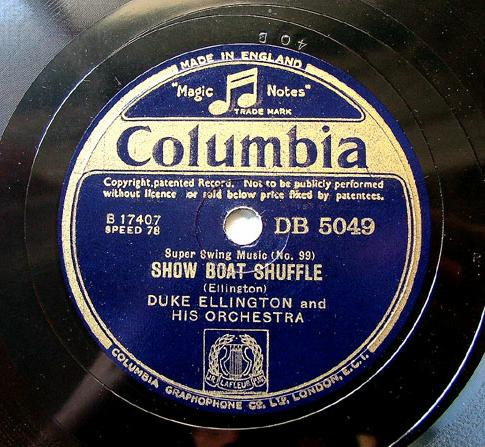 40B
MADE IN ENGLAND
"Magic Notes"
TRADE MARK
Columbia
Copyright,patented Record. Not to be publicly performed
without licence or sold below price fixed by patentees.
B 17407
SPEED 78
DB 5049
Super Swing Music (No. 99)
SHOW BOAT SHUFFLE
(Ellington)
DUKE ELLINGTON and
HIS ORCHESTRA
LAFLEUR
COLUMBIA GRAPHOPHONE CO. LTD. LONDON, E.C.1.